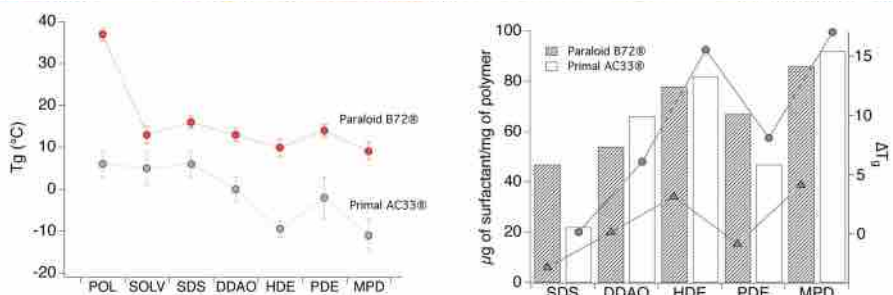 40
30
20
10
0
-10
-20
Tg (°C)
Paraloid B72®
Primal AC33®
POL SOLV SDS DDAO HDE PDE MPD
100
80
60
40
20
0
µg of surfactant/mg of polymer
Paraloid B72®
Primal AC33®
15
10
5
0
ΔTg
SDS DDAO HDE PDE MPD